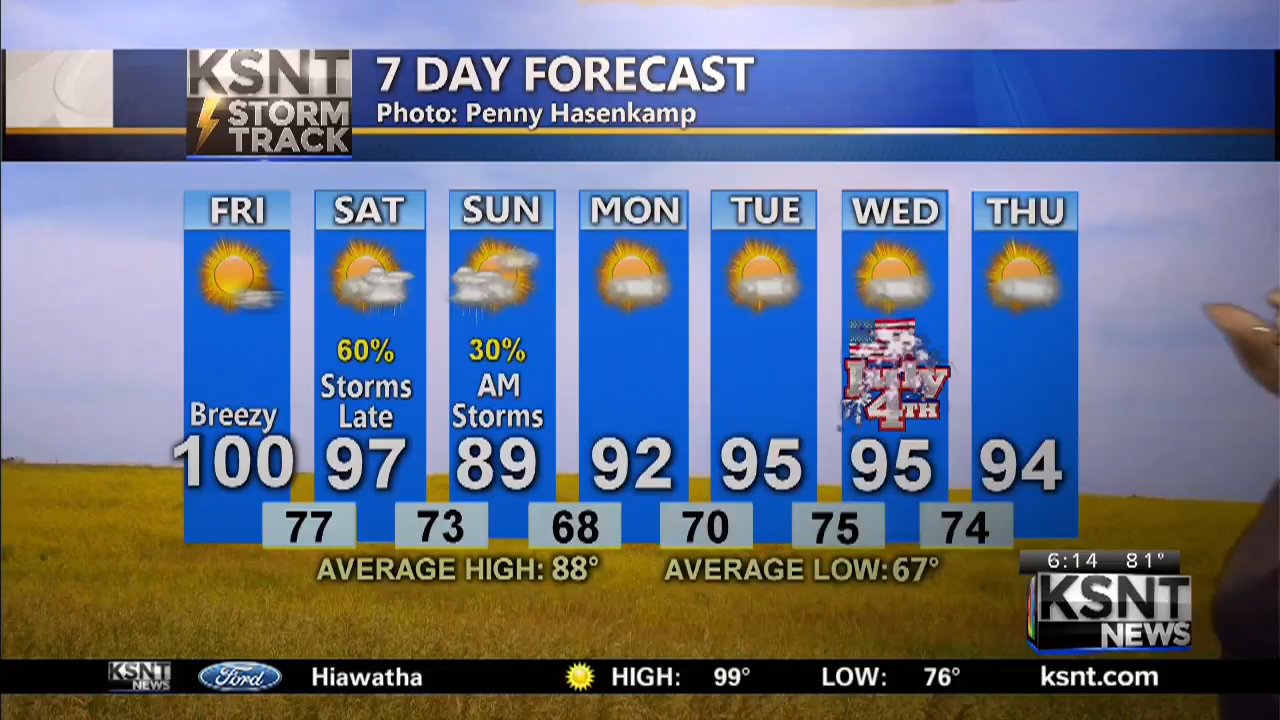 KSNT
STORM
TRACK
7 DAY FORECAST
Photo: Penny Hasenkamp
FRI SAT SUN MON TUE WED THU
60% 30%
Breezy
Storms
Late
AM
Storms
July
4TH
100 97 89 92 95 95 94
77 73 68 70 75 74
AVERAGE HIGH: 88° AVERAGE LOW: 67°
6:14 81°
KSNT
NEWS
KSNT
NEWS
Ford
Hiawatha HIGH: 99° LOW: 76° ksnt.com